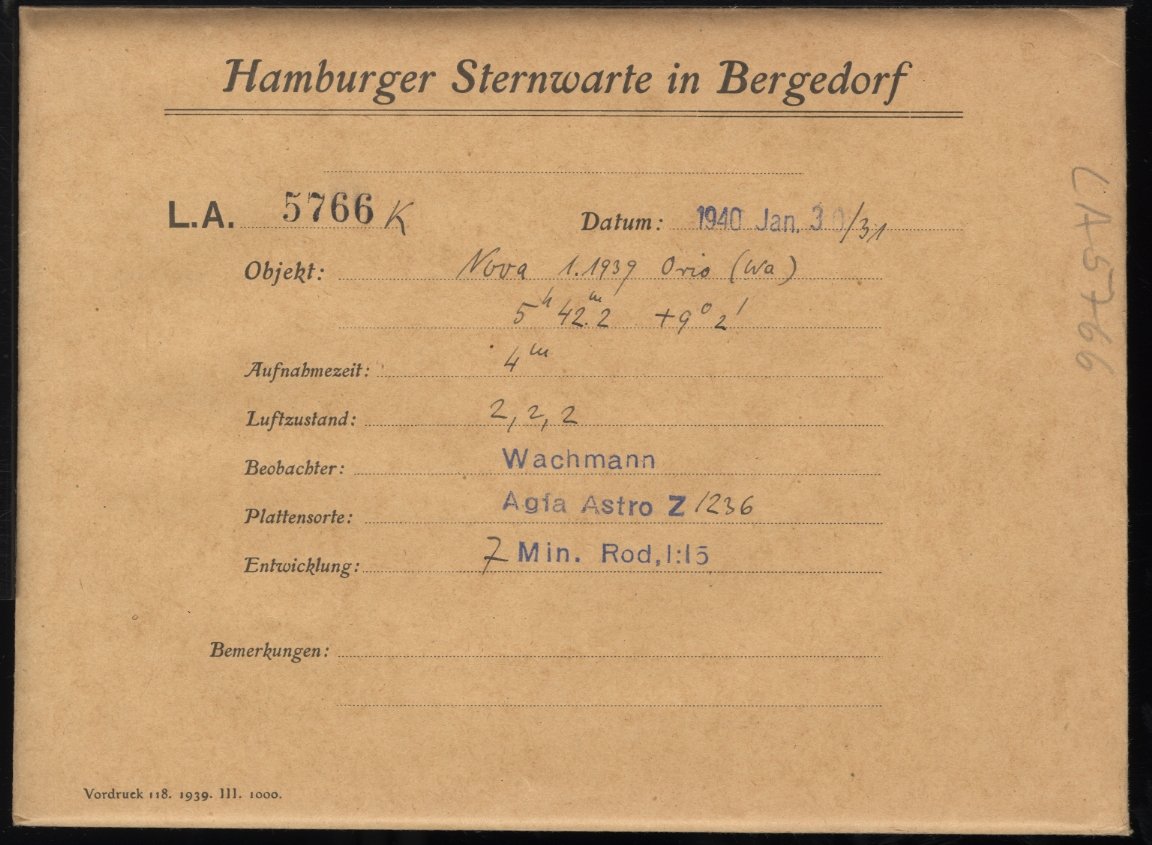 Hamburger Sternwarte in Bergedorf
L.A. 5766 K
Datum: 1940 Jan. 30/31
Objekt: Nova 1.1939 Orio (Wa)
5ʰ 42.ᵐ2 +9° 2'
Aufnahmezeit: 4ᵐ
Luftzustand: 2, 2, 2
Beobachter: Wachmann
Plattensorte: Agfa Astro Z 1236
Entwicklung: 7 Min. Rod, 1:15
Bemerkungen:
Vordruck 118. 1939. III. 1000.
LA 5766